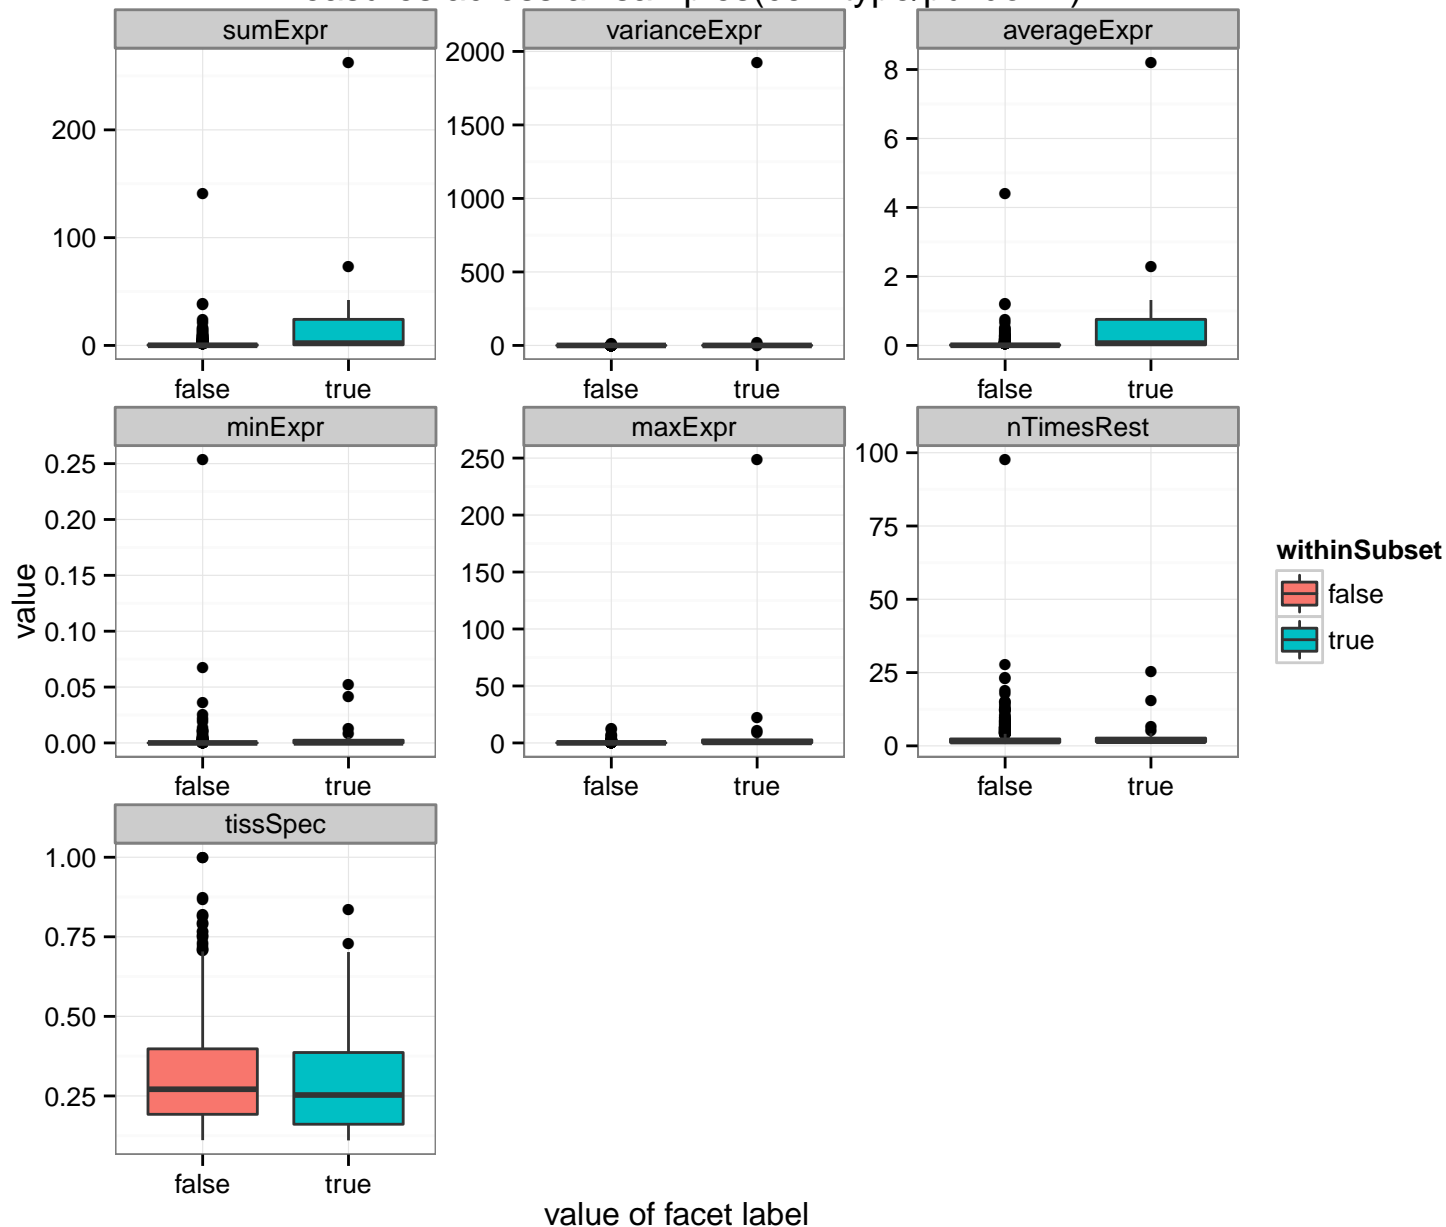 across all samples(
sumExpr varianceExpr averageExpr
200
100
0
2000
1500
1000
500
0
8
6
4
2
0
false true false true false true
minExpr maxExpr nTimesRest
0.25
0.20
0.15
0.10
0.05
0.00
250
200
150
100
50
0
100
75
50
25
0
false true false true false true
value
withinSubset
false
true
tissSpec
1.00
0.75
0.50
0.25
false true
value of facet label